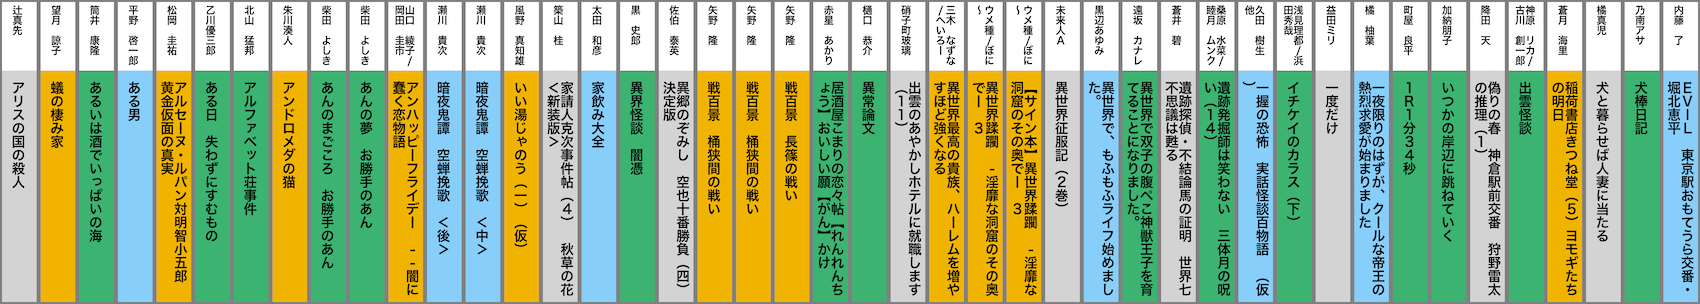 辻真先
アリスの国の殺人
望月 諒子
蟻の棲み家
筒井 康隆
あるいは酒でいっぱいの海
平野 啓一郎
ある男
松岡 圭祐
アルセーヌ・ルパン対明智小五郎
黄金仮面の真実
乙川優三郎
ある日 失わずにすむもの
北山 猛邦
アルファベット荘事件
朱川湊人
アンドロメダの猫
柴田 よしき
あんのまごころ お勝手のあん
柴田 よしき
あんの夢 お勝手のあん
山口 綾子/
岡田 圭市
アンハッピーフライデー --闇に
蠢く恋物語
瀬川 貴次
暗夜鬼譚 空蝉挽歌 <後>
瀬川 貴次
暗夜鬼譚 空蝉挽歌 <中>
風野 真知雄
いい湯じゃのう(一)(仮)
築山 桂
家請人克次事件帖(4) 秋草の花
<新装版>
太田 和彦
家飲み大全
黒 史郎
異界怪談 闇憑
佐伯 泰英
異郷のぞみし 空也十番勝負(四)
決定版
矢野 隆
戦百景 桶狭間の戦い
矢野 隆
戦百景 桶狭間の戦い
矢野 隆
戦百景 長篠の戦い
赤星 あかり
居酒屋こまりの恋々帖【れんれんち
ょう】おいしい願【がん】かけ
樋口 恭介
異常論文
硝子町玻璃
出雲のあやかしホテルに就職します
(11)
三木 なずな
/へいろー
異世界最高の貴族、ハーレムを増や
すほど強くなる
ウメ種/ぼに
~
異世界蹂躙 -淫靡な洞窟のその奥
でー 3
ウメ種/ぼに
~
【サイン本】異世界蹂躙 -淫靡な
洞窟のその奥でー 3
未来人A
異世界征服記(2巻)
黒辺あゆみ
異世界で、もふもふライフ始めまし
た。
遠坂 カナレ
異世界で双子の腹ぺこ神獣王子を育
てることになりました。
蒼井 碧
遺跡探偵・不結論馬の証明 世界七
不思議は甦る
桑原 水菜/
睦月 ムンク
遺跡発掘師は笑わない 三体月の呪
い(14)
久田 樹生
他
一握の恐怖 実話怪談百物語 (仮
)
浅見理都/浜
田秀哉
イチケイのカラス(下)
益田ミリ
一度だけ
橘 柚葉
一夜限りのはずが、クールな帝王の
熱烈求愛が始まりました
町屋 良平
1R1分34秒
加納朋子
いつかの岸辺に跳ねていく
降田 天
偽りの春 神倉駅前交番 狩野雷太
の推理(1)
神原 リカ/
古川 創一郎
出雲怪談
蒼月 海里
稲荷書店きつね堂(5)ヨモギたち
の明日
橘真児
犬と暮らせば人妻に当たる
乃南アサ
犬棒日記
内藤 了
EVIL 東京駅おもてうら交番・
堀北恵平